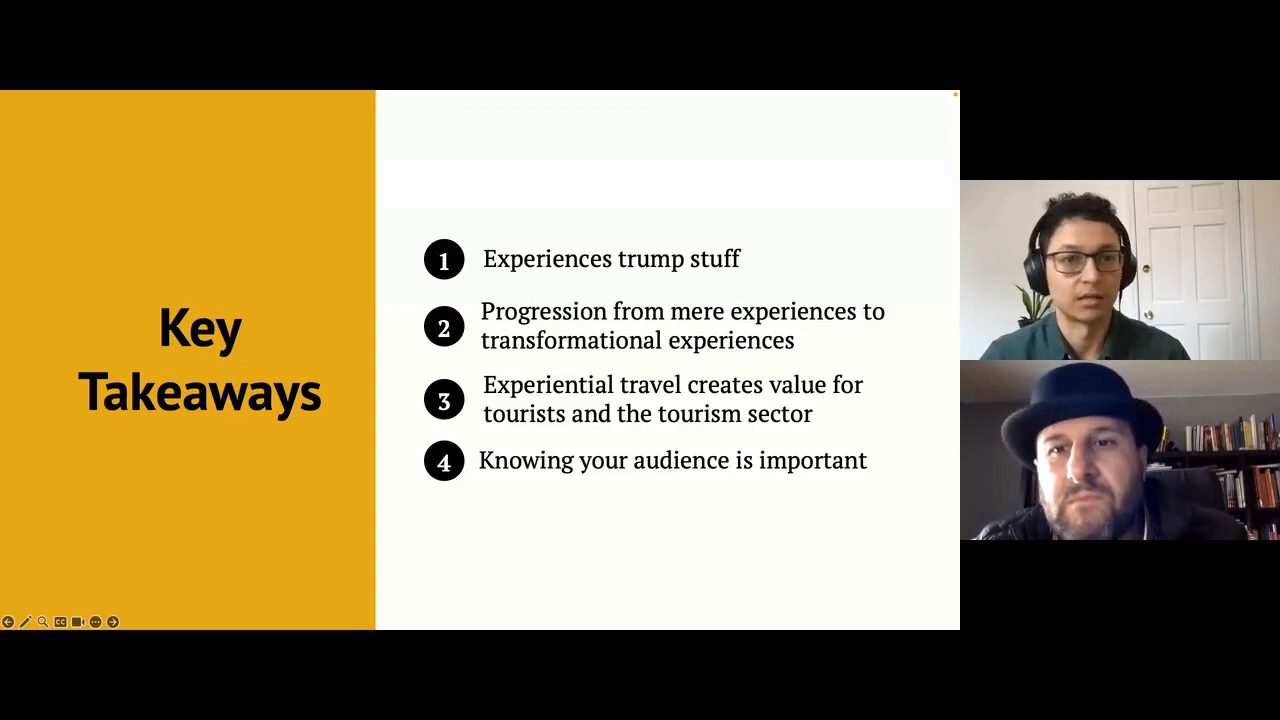 Key
Takeaways
1 Experiences trump stuff
2 Progression from mere experiences to
transformational experiences
3 Experiential travel creates value for
tourists and the tourism sector
4 Knowing your audience is important
CC